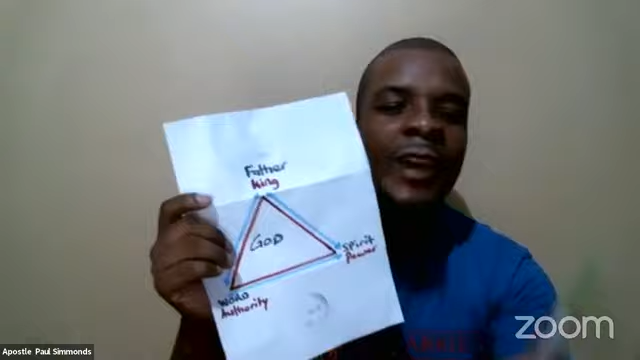 Father
King
GOD
Spirit
Power
Word
Authority
zoom
Apostle Paul Simmonds